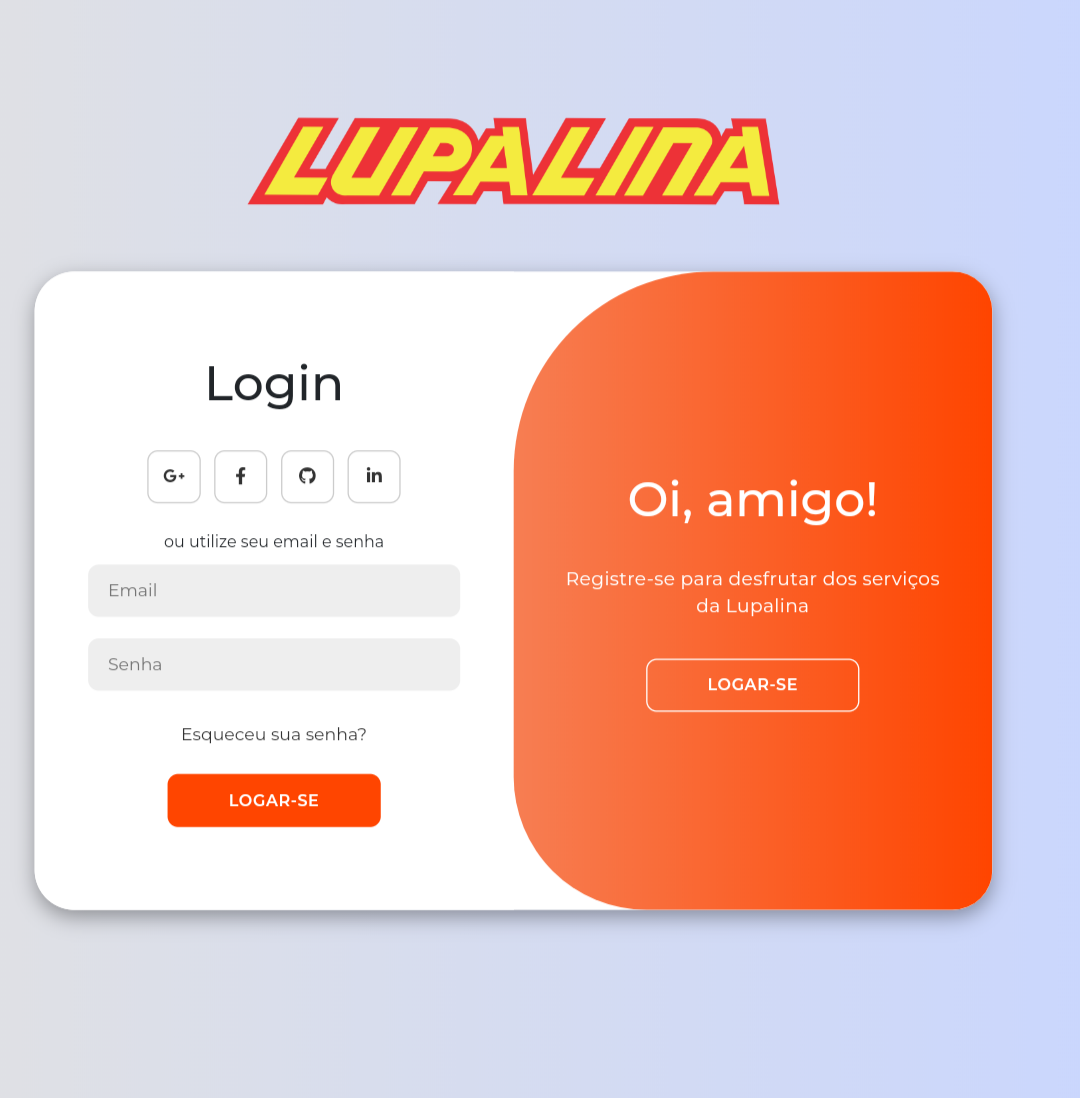 LUPALINA
Login
G+
f
in
ou utilize seu email e senha
Email
Senha
Esqueceu sua senha?
LOGAR-SE
Oi, amigo!
Registre-se para desfrutar dos serviços
da Lupalina
LOGAR-SE